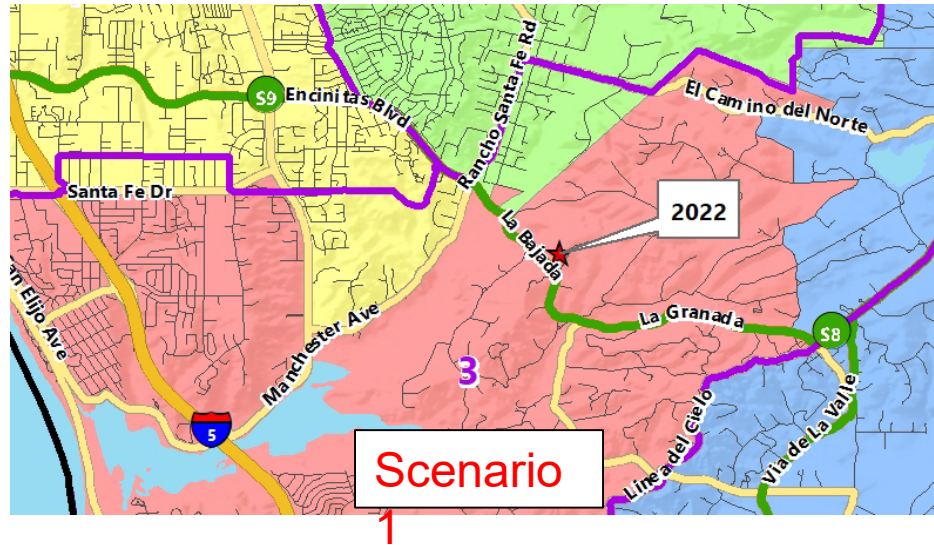 Rancho Santa Fe Rd
S9
Encinitas Blvd
El Camino del Norte
Santa Fe Dr
2022
La Bajada
an Elijo Ave
La Granada
S8
Manchester Ave
3
5
Linea del Cielo
Via de La Valle
Scenario
1